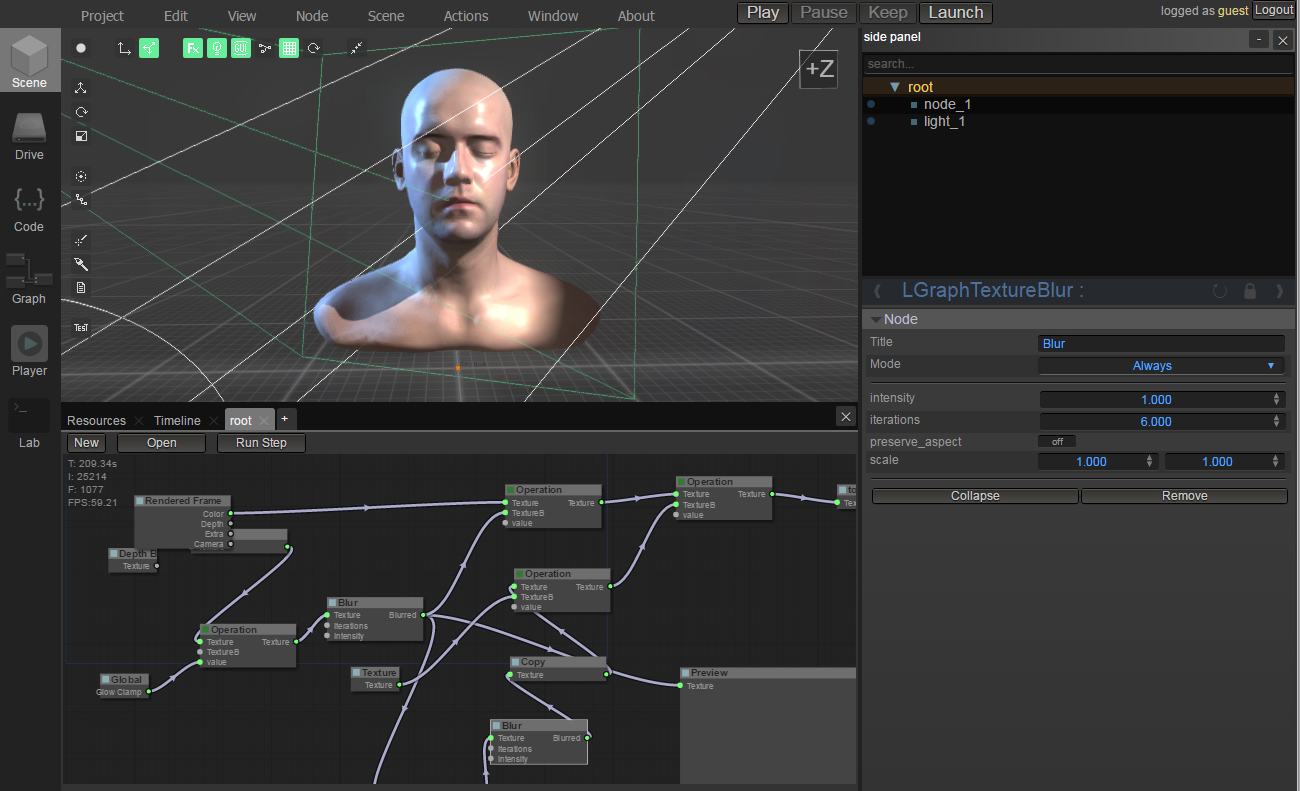 Project Edit View Node Scene Actions Window About Play Pause Keep Launch logged as guest Logout
Scene
Drive
{...}
Code
Graph
Player
>_
Lab
Fx GUI
TEST
+Z
side panel - 
search...
root
node_1
light_1
LGraphTextureBlur :
Node
Title Blur
Mode Always
intensity 1.000
iterations 6.000
preserve_aspect off
scale 1.000 1.000
Collapse Remove
Resources Timeline root +
New Open Run Step
T: 209.34s
I: 25214
F: 1077
FPS:59.21
Rendered Frame
Color
Depth
Extra
Camera
Depth B
Texture
Operation
Texture Texture
TextureB
value
Operation
Texture Texture
TextureB
value
to
Tex
Operation
Texture Texture
TextureB
value
Blur
Texture Blurred
Iterations
Intensity
Operation
Texture Texture
TextureB
value
Global
Glow Clamp
Texture
Texture
Copy
Texture
Preview
Texture
Blur
Texture Blurred
Iterations
Intensity